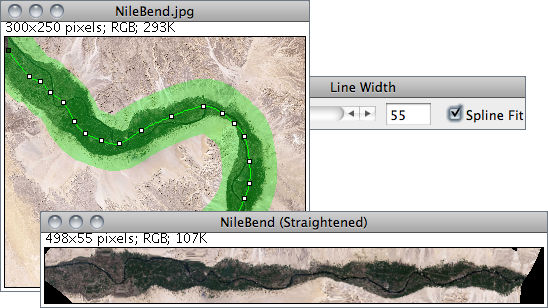 NileBend.jpg
300x250 pixels; RGB; 293K
Line Width
55
Spline Fit
NileBend (Straightened)
498x55 pixels; RGB; 107K